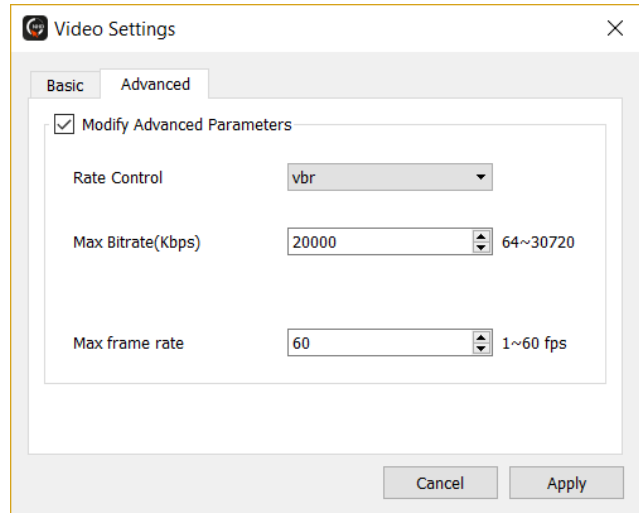 Video Settings
Basic
Advanced
Modify Advanced Parameters
Rate Control
vbr
Max Bitrate(Kbps)
20000
64~30720
Max frame rate
60
1~60 fps
Cancel
Apply